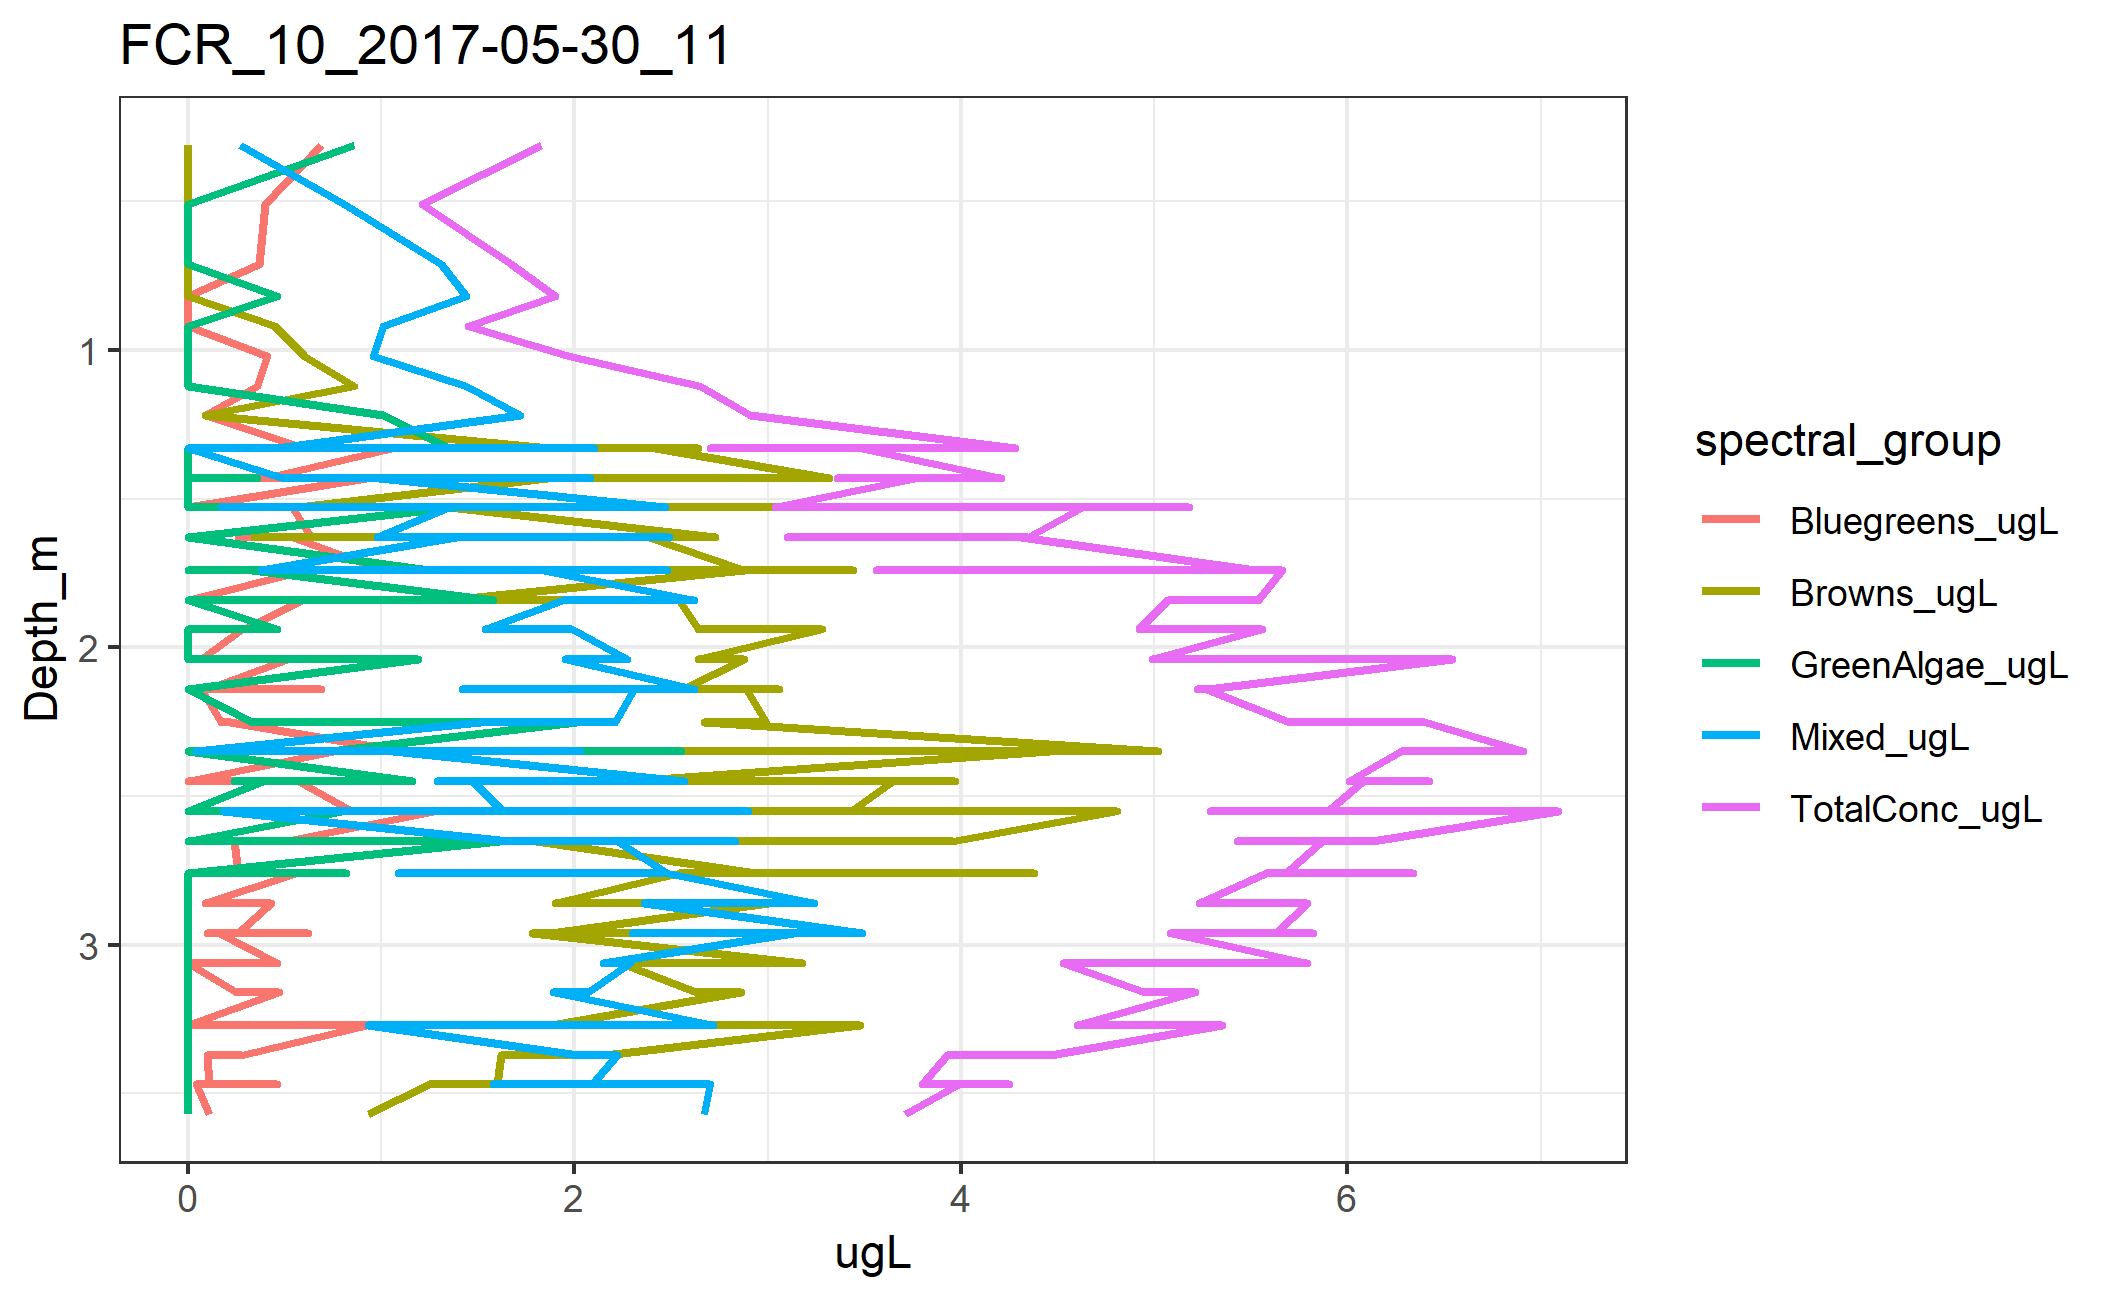 FCR_10_2017-05-30_11
Depth_m
1
2
3
0 2 4 6
ugL
spectral_group
Bluegreens_ugL
Browns_ugL
GreenAlgae_ugL
Mixed_ugL
TotalConc_ugL